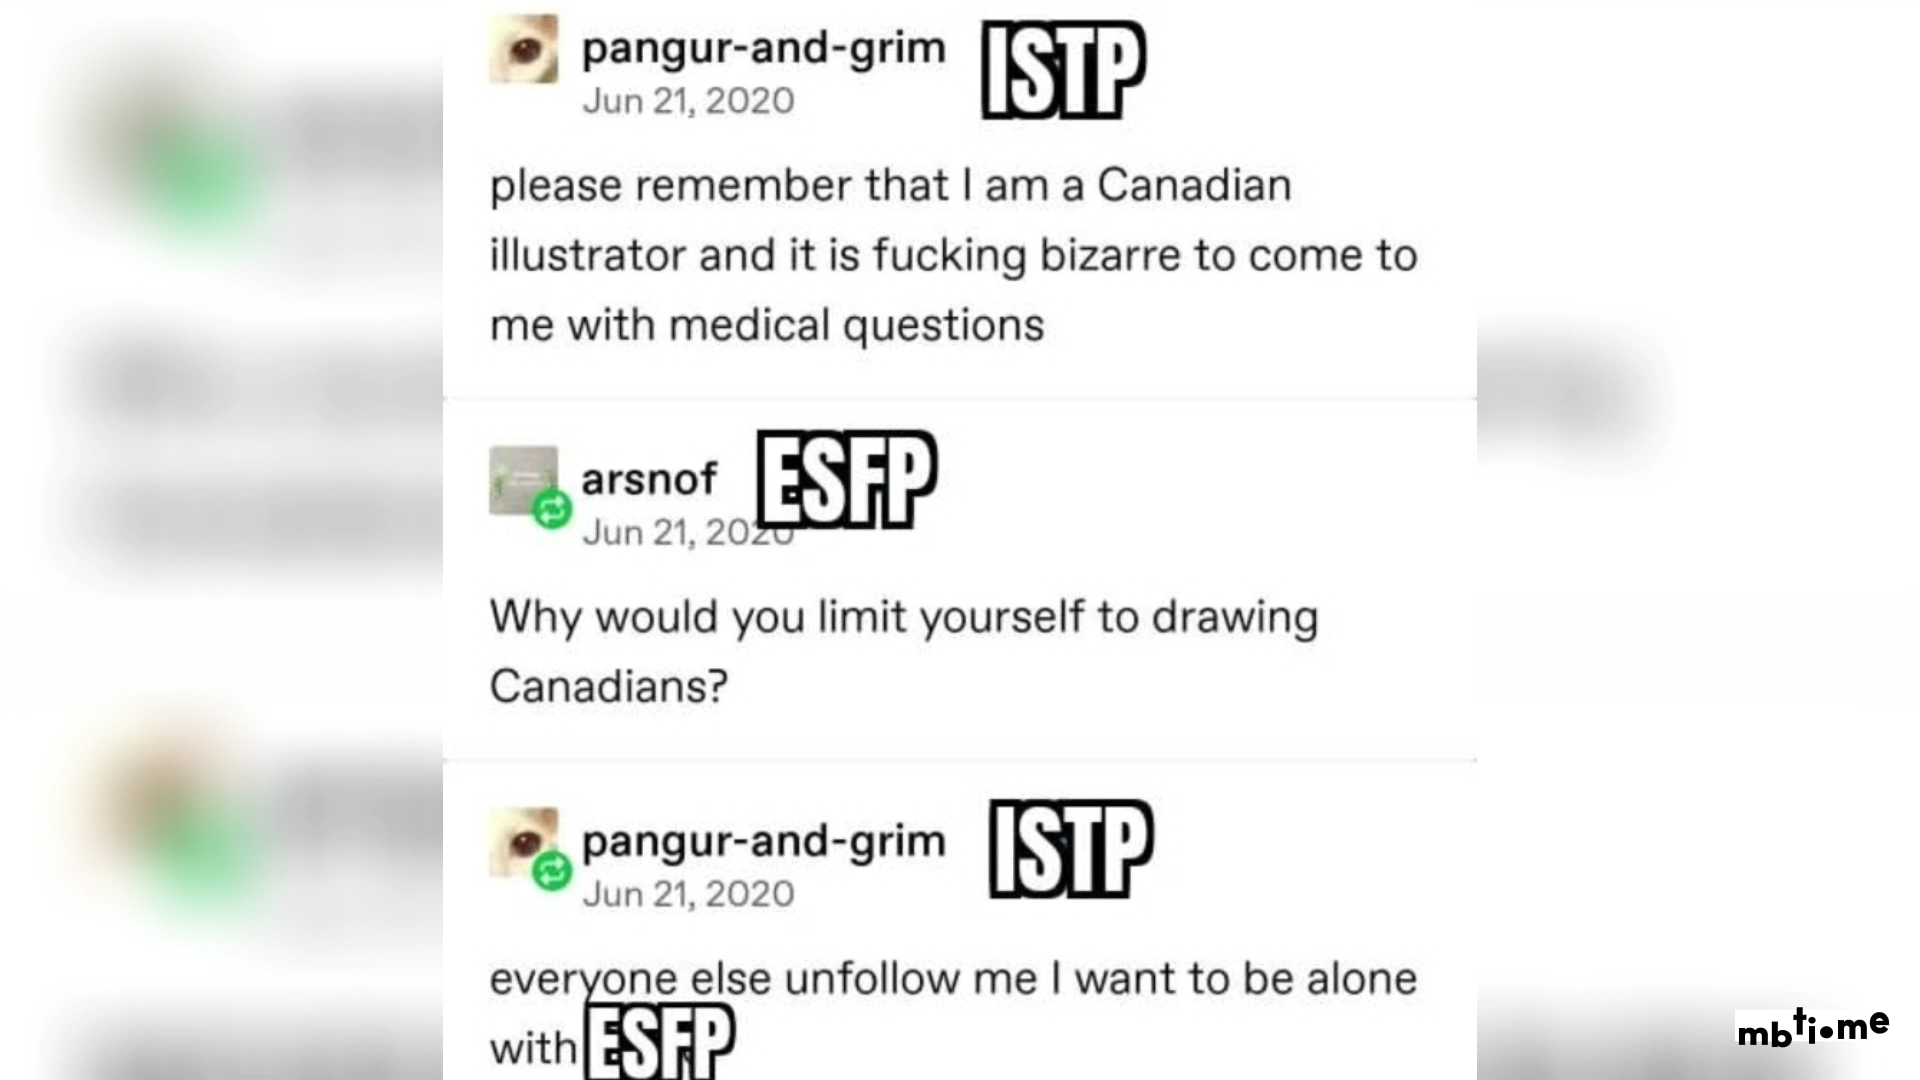 pangur-and-grim ISTP
Jun 21, 2020
please remember that I am a Canadian
illustrator and it is fucking bizarre to come to
me with medical questions
arsnof ESFP
Jun 21, 2020
Why would you limit yourself to drawing
Canadians?
pangur-and-grim ISTP
Jun 21, 2020
everyone else unfollow me I want to be alone
with ESFP
mbti•me